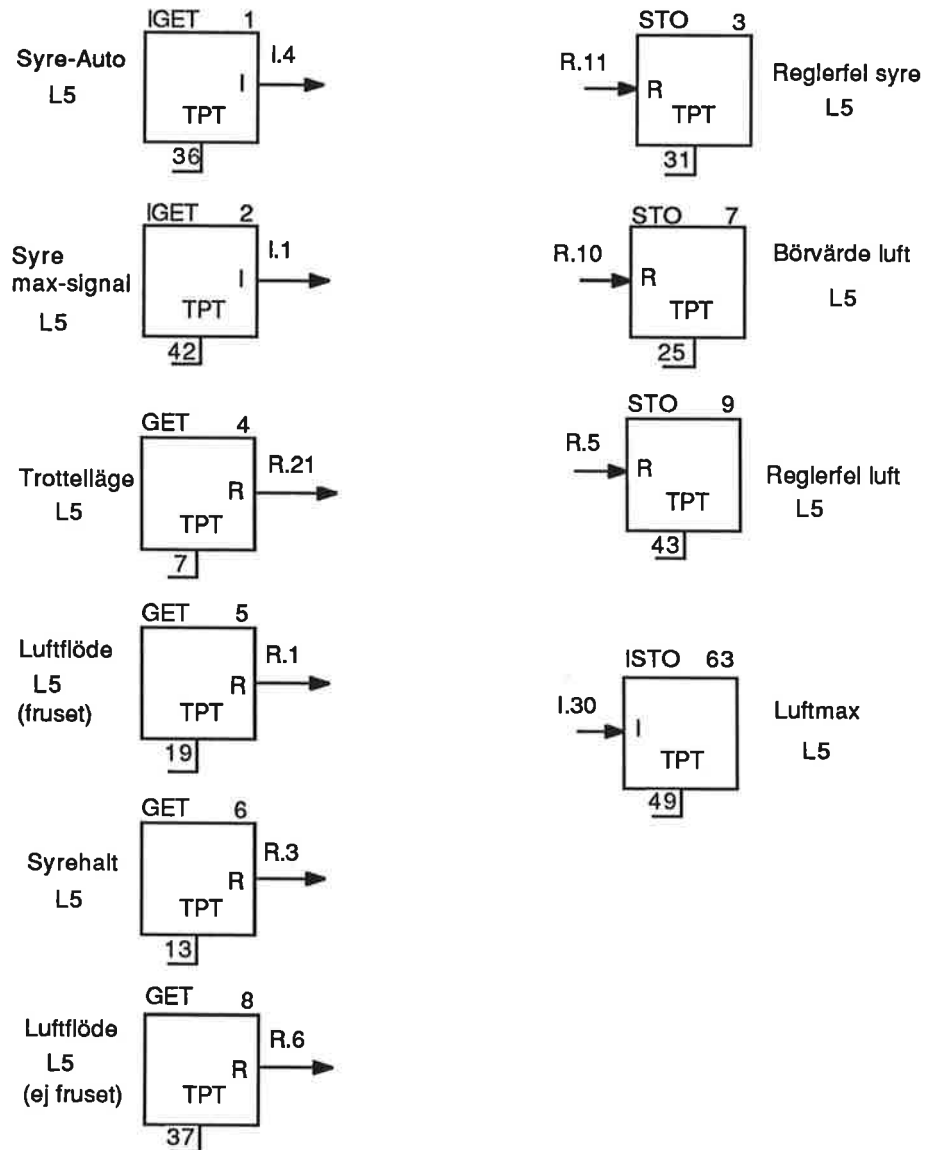 IGET 1
Syre-Auto
L5
I.4
I
TPT
36
IGET 2
Syre
max-signal
L5
I.1
I
TPT
42
GET 4
Trottelläge
L5
R.21
R
TPT
7
GET 5
Luftflöde
L5
(fruset)
R.1
R
TPT
19
GET 6
Syrehalt
L5
R.3
R
TPT
13
GET 8
Luftflöde
L5
(ej fruset)
R.6
R
TPT
37
STO 3
R.11
R
TPT
31
Reglerfel syre
L5
STO 7
R.10
R
TPT
25
Börvärde luft
L5
STO 9
R.5
R
TPT
43
Reglerfel luft
L5
ISTO 63
I.30
I
TPT
49
Luftmax
L5